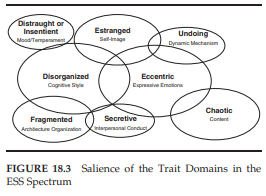 Distraught or
Insentient
Mood/Temperament
Estranged
Self-Image
Undoing
Dynamic Mechanism
Disorganized
Cognitive Style
Eccentric
Expressive Emotions
Fragmented
Architecture Organization
Secretive
Interpersonal Conduct
Chaotic
Content
FIGURE 18.3 Salience of the Trait Domains in the
ESS Spectrum